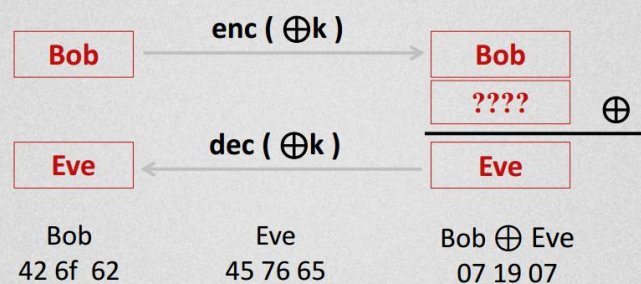 enc ( ⊕k )
Bob Bob
???? ⊕
dec ( ⊕k )
Eve Eve
Bob Eve Bob ⊕ Eve
42 6f 62 45 76 65 07 19 07